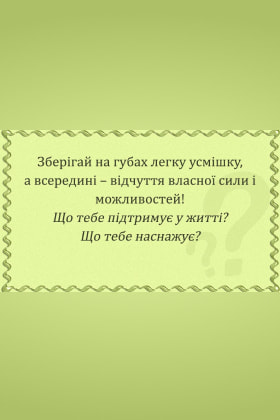 Зберігай на губах легку усмішку,
а всередині – відчуття власної сили і
можливостей!
Що тебе підтримує у житті?
Що тебе наснажує?